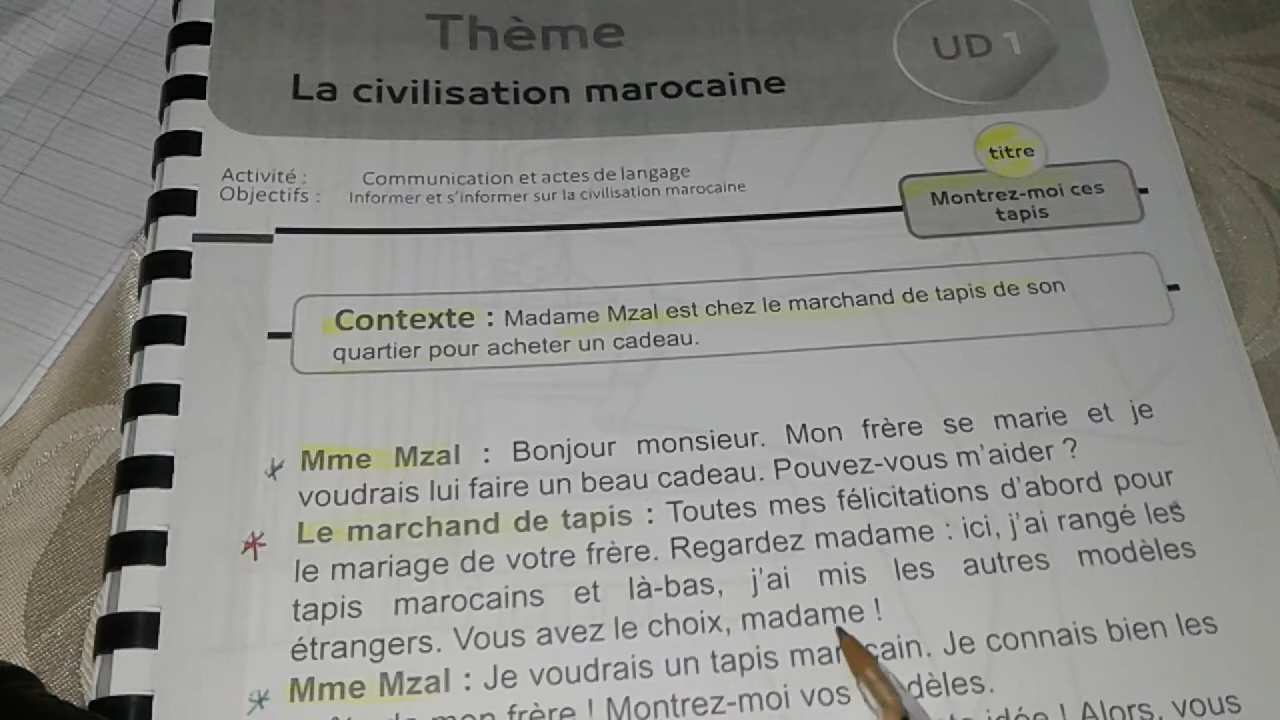 Thème
UD 1
La civilisation marocaine
titre
Activité : Communication et actes de langage
Objectifs : Informer et s'informer sur la civilisation marocaine
Montrez-moi ces
tapis
Contexte : Madame Mzal est chez le marchand de tapis de son
quartier pour acheter un cadeau.
Mme Mzal : Bonjour monsieur. Mon frère se marie et je
voudrais lui faire un beau cadeau. Pouvez-vous m'aider ?
Le marchand de tapis : Toutes mes félicitations d'abord pour
le mariage de votre frère. Regardez madame : ici, j'ai rangé les
tapis marocains et là-bas, j'ai mis les autres modèles
étrangers. Vous avez le choix, madame !
Mme Mzal : Je voudrais un tapis marocain. Je connais bien les
de mon frère ! Montrez-moi vos modèles.
idée ! Alors, vous